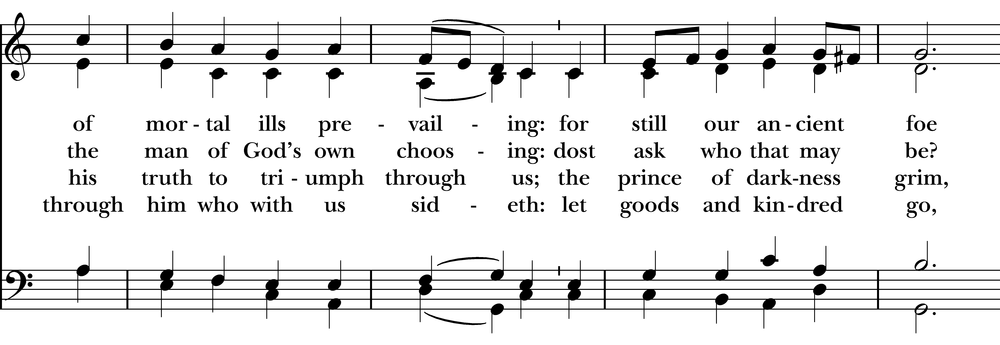 of mor - tal ills pre - vail - ing: for still our an - cient foe
the man of God’s own choos - ing: dost ask who that may be?
his truth to tri - umph through us; the prince of dark-ness grim,
through him who with us sid - eth: let goods and kin - dred go,